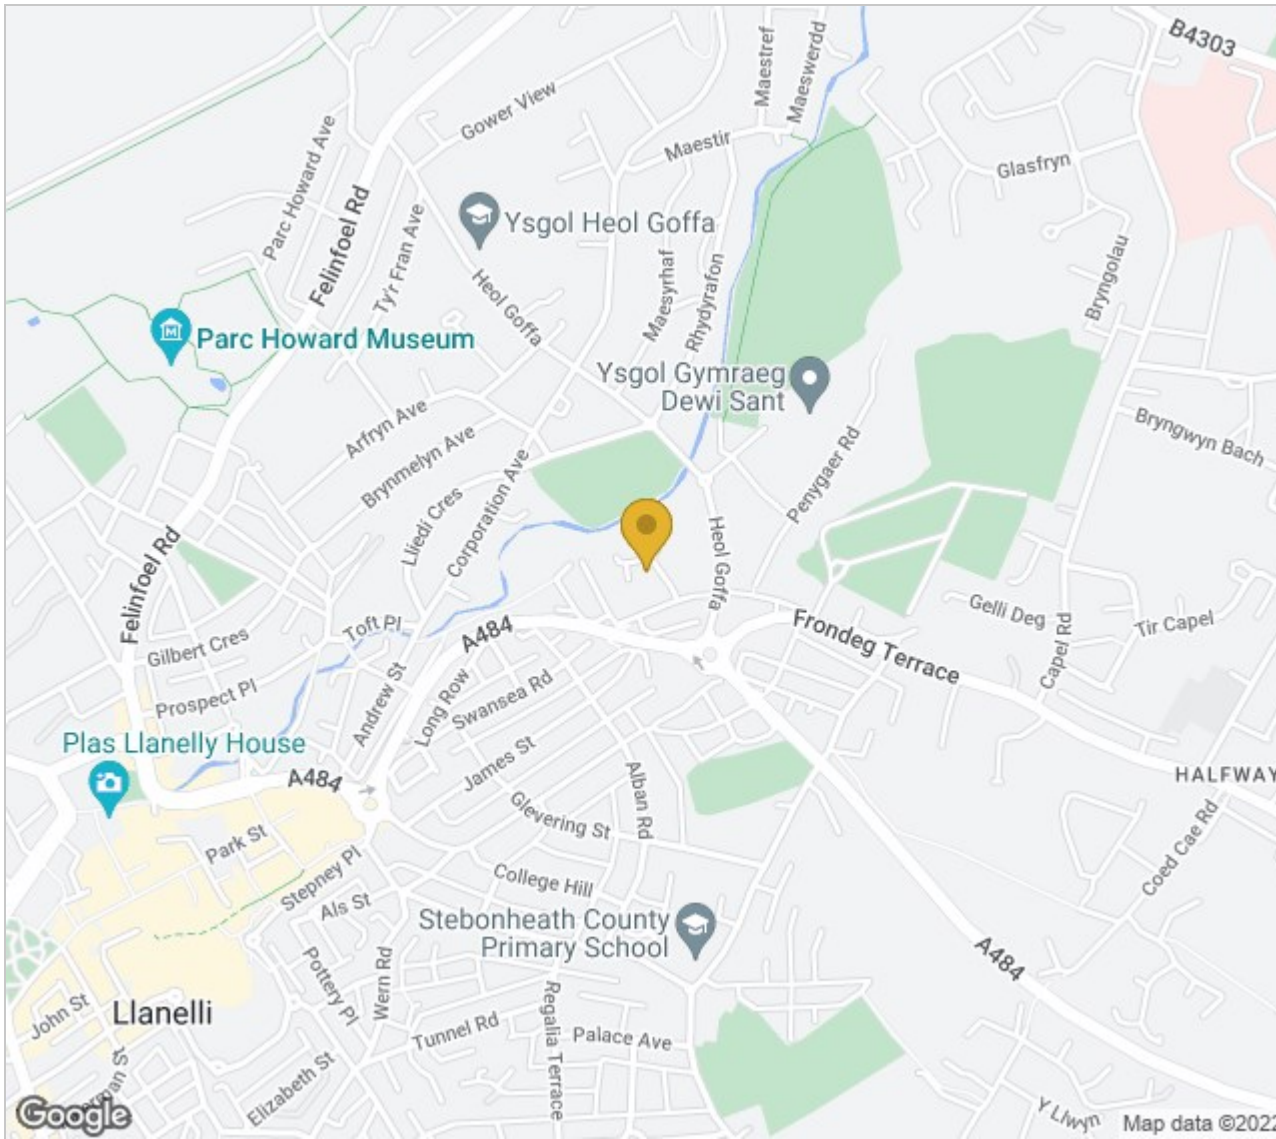 B4303
Maestref
Maeswerdd
Gower View
Maestir
Glasfryn
Parc Howard Ave
Felinfoel Rd
Ysgol Heol Goffa
Ty'r Fran Ave
Bryngolau
Maesyrhaf
Rhydyrafon
Heol Goffa
Parc Howard Museum
Ysgol Gymraeg
Dewi Sant
Arfryn Ave
Brynmelyn Ave
Bryngwyn Bach
Penygaer Rd
Corporation Ave
Lliedi Cres
Heol Goffa
Felinfoel Rd
Gelli Deg
Tir Capel
Toft Pl
A484
Gilbert Cres
Frondeg Terrace
Capel Rd
Prospect Pl
Andrew St
Long Row
Swansea Rd
Plas Llanelly House
James St
A484
HALFWAY
Alban Rd
Glevering St
Park St
Coed Cae Rd
Stepney Pl
College Hill
Als St
Stebonheath County
Primary School
A484
Pottery Pl
Wern Rd
John St
Llanelli
Regalia Terrace
Tunnel Rd
Palace Ave
Elizabeth St
Y Llwyn
Google
Map data ©2022